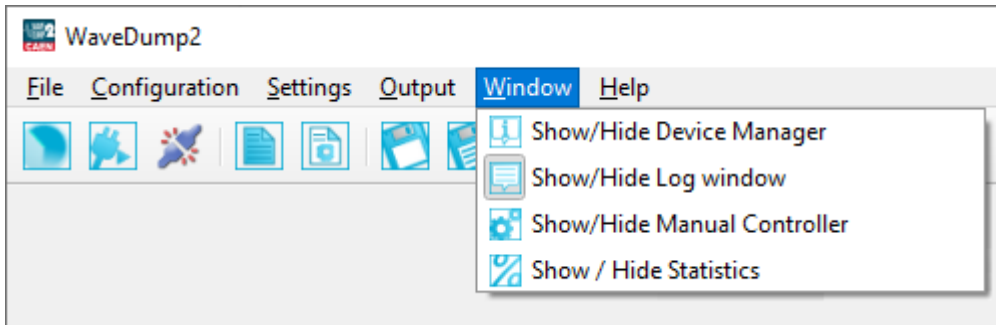 WaveDump2
File Configuration Settings Output Window Help
Show/Hide Device Manager
Show/Hide Log window
Show/Hide Manual Controller
Show / Hide Statistics